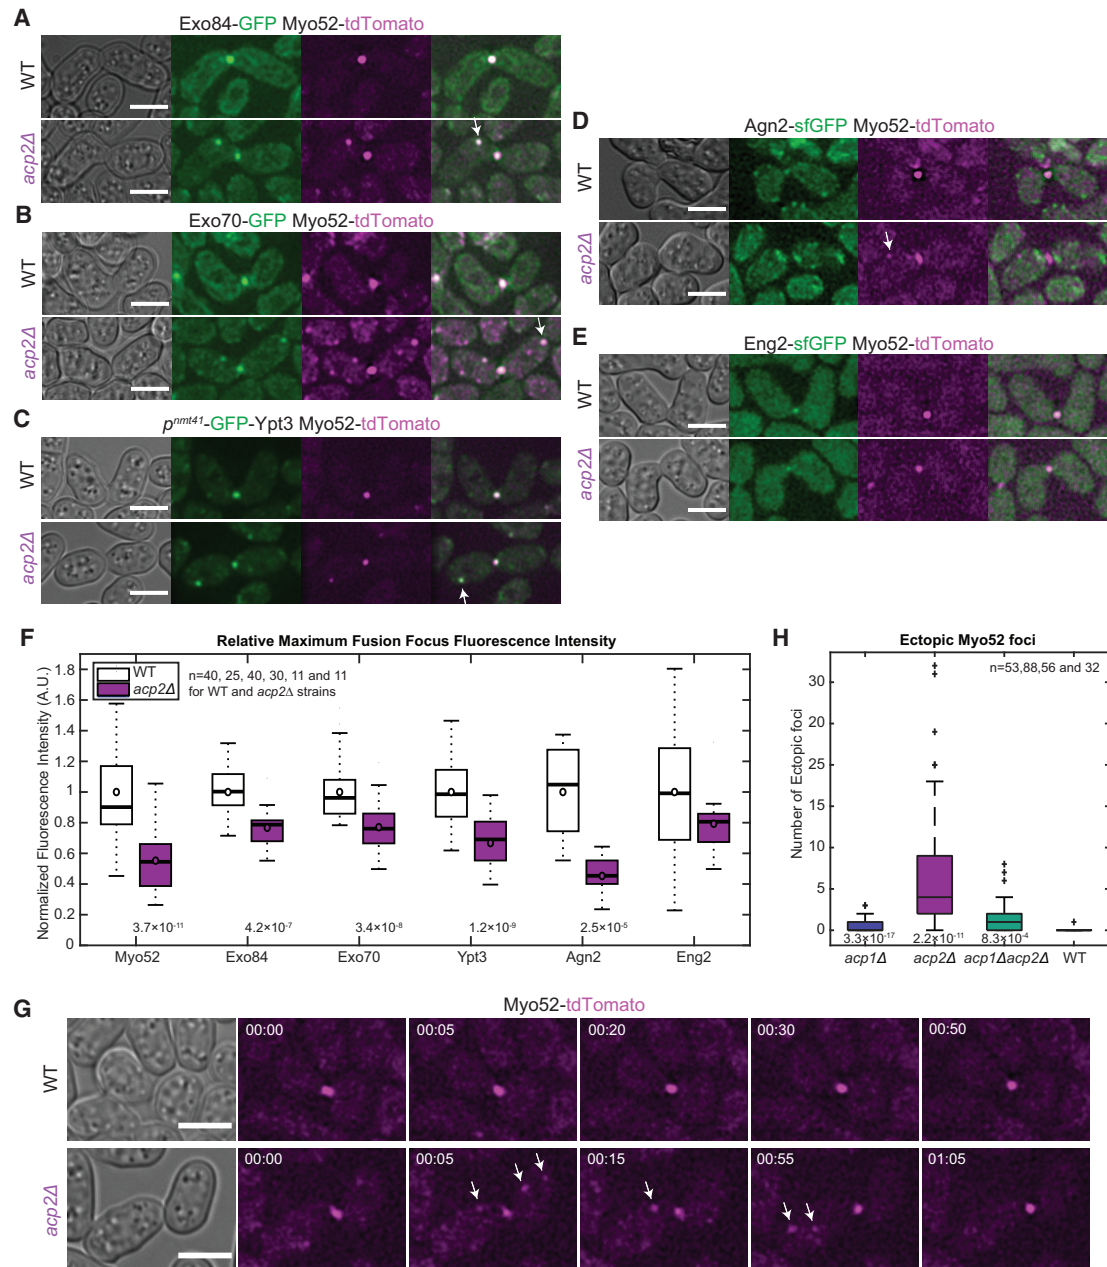 A
Exo84-GFP Myo52-tdTomato
WT
acp2Δ
B
Exo70-GFP Myo52-tdTomato
WT
acp2Δ
C
pnmt41-GFP-Ypt3 Myo52-tdTomato
WT
acp2Δ
D
Agn2-sfGFP Myo52-tdTomato
WT
acp2Δ
E
Eng2-sfGFP Myo52-tdTomato
WT
acp2Δ
F
Relative Maximum Fusion Focus Fluorescence Intensity
Normalized Fluorescence Intensity (A.U.)
1.8
1.6
1.4
1.2
1
0.8
0.6
0.4
0.2
0
WT
acp2Δ
n=40, 25, 40, 30, 11 and 11
for WT and acp2Δ strains
3.7×10-11
4.2×10-7
3.4×10-8
1.2×10-9
2.5×10-5
Myo52
Exo84
Exo70
Ypt3
Agn2
Eng2
H
Ectopic Myo52 foci
n=53,88,56 and 32
Number of Ectopic foci
30
25
20
15
10
5
0
3.3×10-17
2.2×10-11
8.3×10-4
acp1Δ
acp2Δ
acp1Δacp2Δ
WT
G
Myo52-tdTomato
WT
00:00
00:05
00:20
00:30
00:50
acp2Δ
00:00
00:05
00:15
00:55
01:05